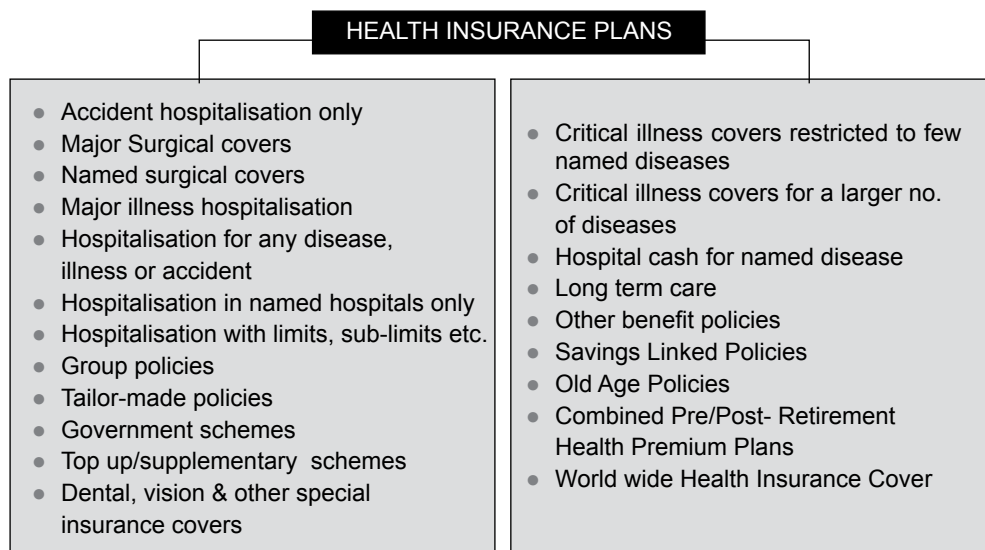 HEALTH INSURANCE PLANS
● Accident hospitalisation only
● Major Surgical covers
● Named surgical covers
● Major illness hospitalisation
● Hospitalisation for any disease,
illness or accident
● Hospitalisation in named hospitals only
● Hospitalisation with limits, sub-limits etc.
● Group policies
● Tailor-made policies
● Government schemes
● Top up/supplementary schemes
● Dental, vision & other special
insurance covers
● Critical illness covers restricted to few
named diseases
● Critical illness covers for a larger no.
of diseases
● Hospital cash for named disease
● Long term care
● Other benefit policies
● Savings Linked Policies
● Old Age Policies
● Combined Pre/Post- Retirement
Health Premium Plans
● World wide Health Insurance Cover